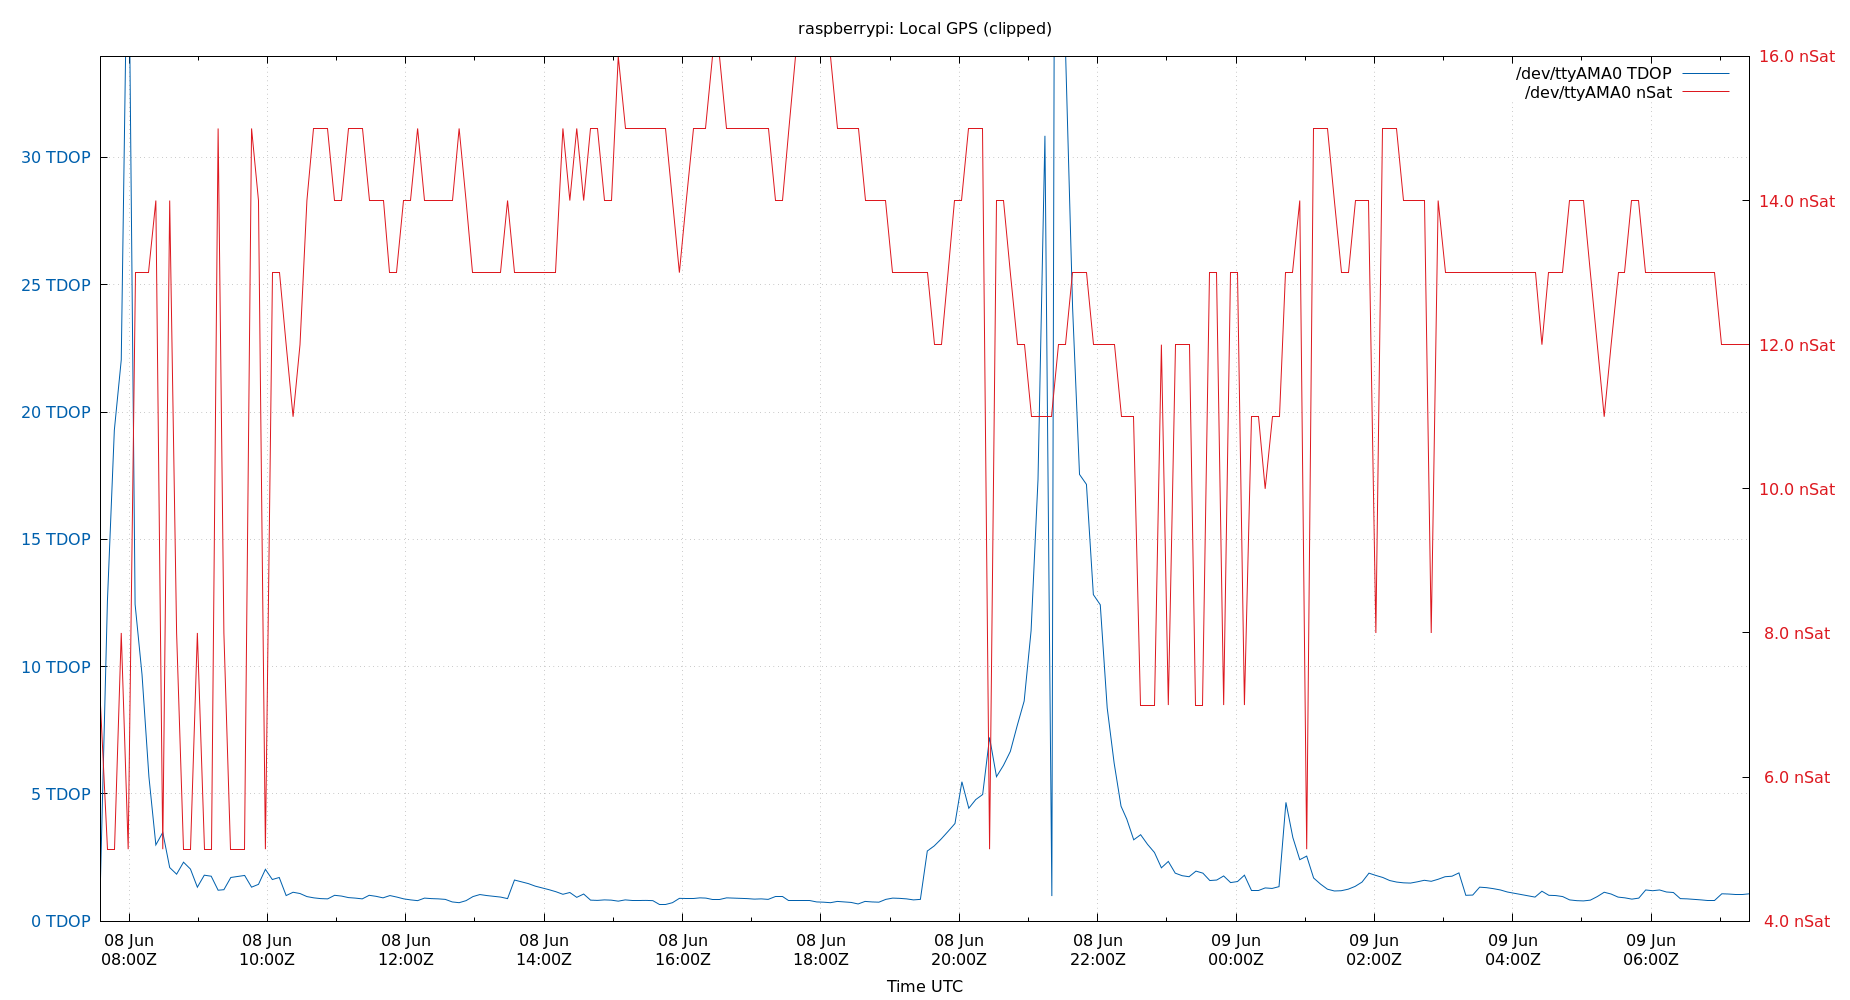 raspberrypi: Local GPS (clipped)
/dev/ttyAMA0 TDOP
/dev/ttyAMA0 nSat
30 TDOP
25 TDOP
20 TDOP
15 TDOP
10 TDOP
5 TDOP
0 TDOP
16.0 nSat
14.0 nSat
12.0 nSat
10.0 nSat
8.0 nSat
6.0 nSat
4.0 nSat
08 Jun
08:00Z
08 Jun
10:00Z
08 Jun
12:00Z
08 Jun
14:00Z
08 Jun
16:00Z
08 Jun
18:00Z
08 Jun
20:00Z
08 Jun
22:00Z
09 Jun
00:00Z
09 Jun
02:00Z
09 Jun
04:00Z
09 Jun
06:00Z
Time UTC